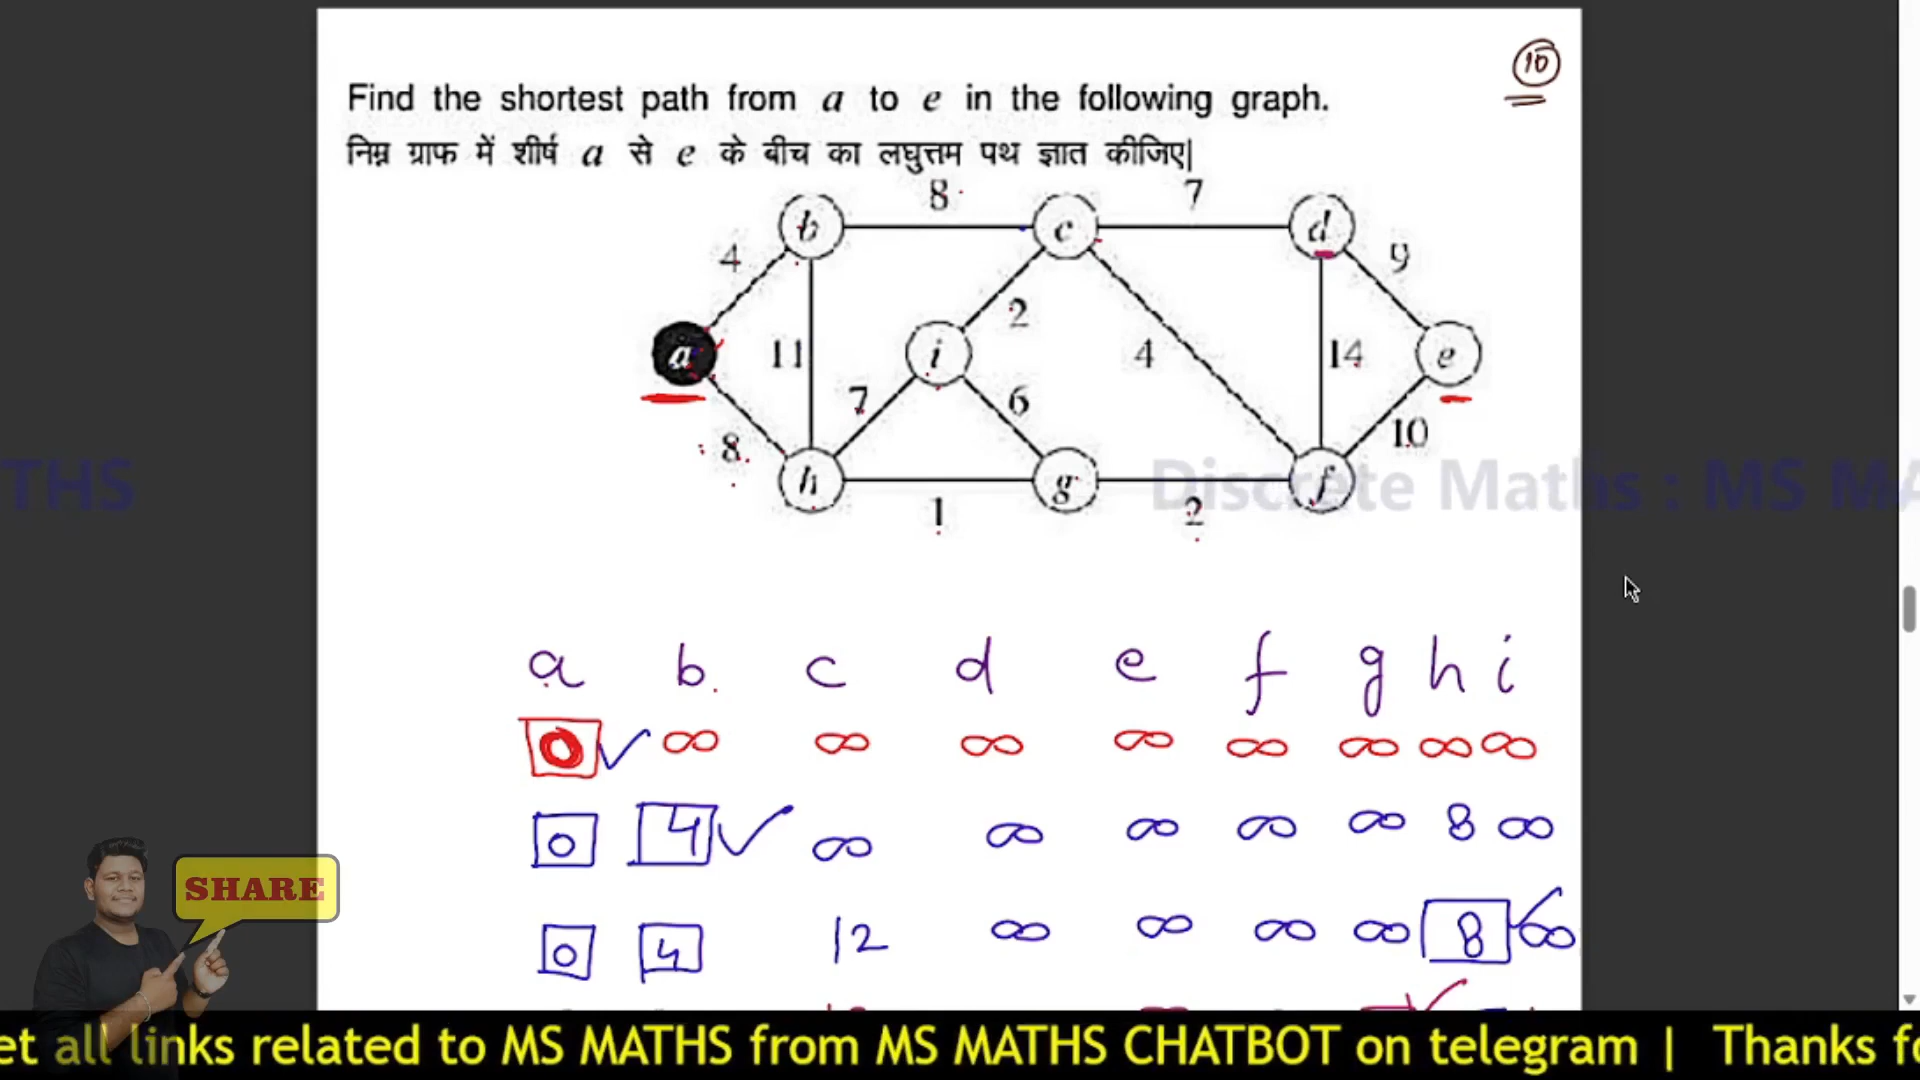 10
Find the shortest path from a to e in the following graph.
निम्न ग्राफ में शीर्ष a से e के बीच का लघुत्तम पथ ज्ञात कीजिए|
8 7
b c d
4 9
2
a 11 i 4 14 e
7 6
8 10
h g f
1 2
THS Discrete Maths : MS MA
a b c d e f g h i
0 ∞ ∞ ∞ ∞ ∞ ∞ ∞ ∞
0 4 ∞ ∞ ∞ ∞ ∞ 8 ∞
0 4 12 ∞ ∞ ∞ ∞ 8 ∞
SHARE
et all links related to MS MATHS from MS MATHS CHATBOT on telegram | Thanks fo